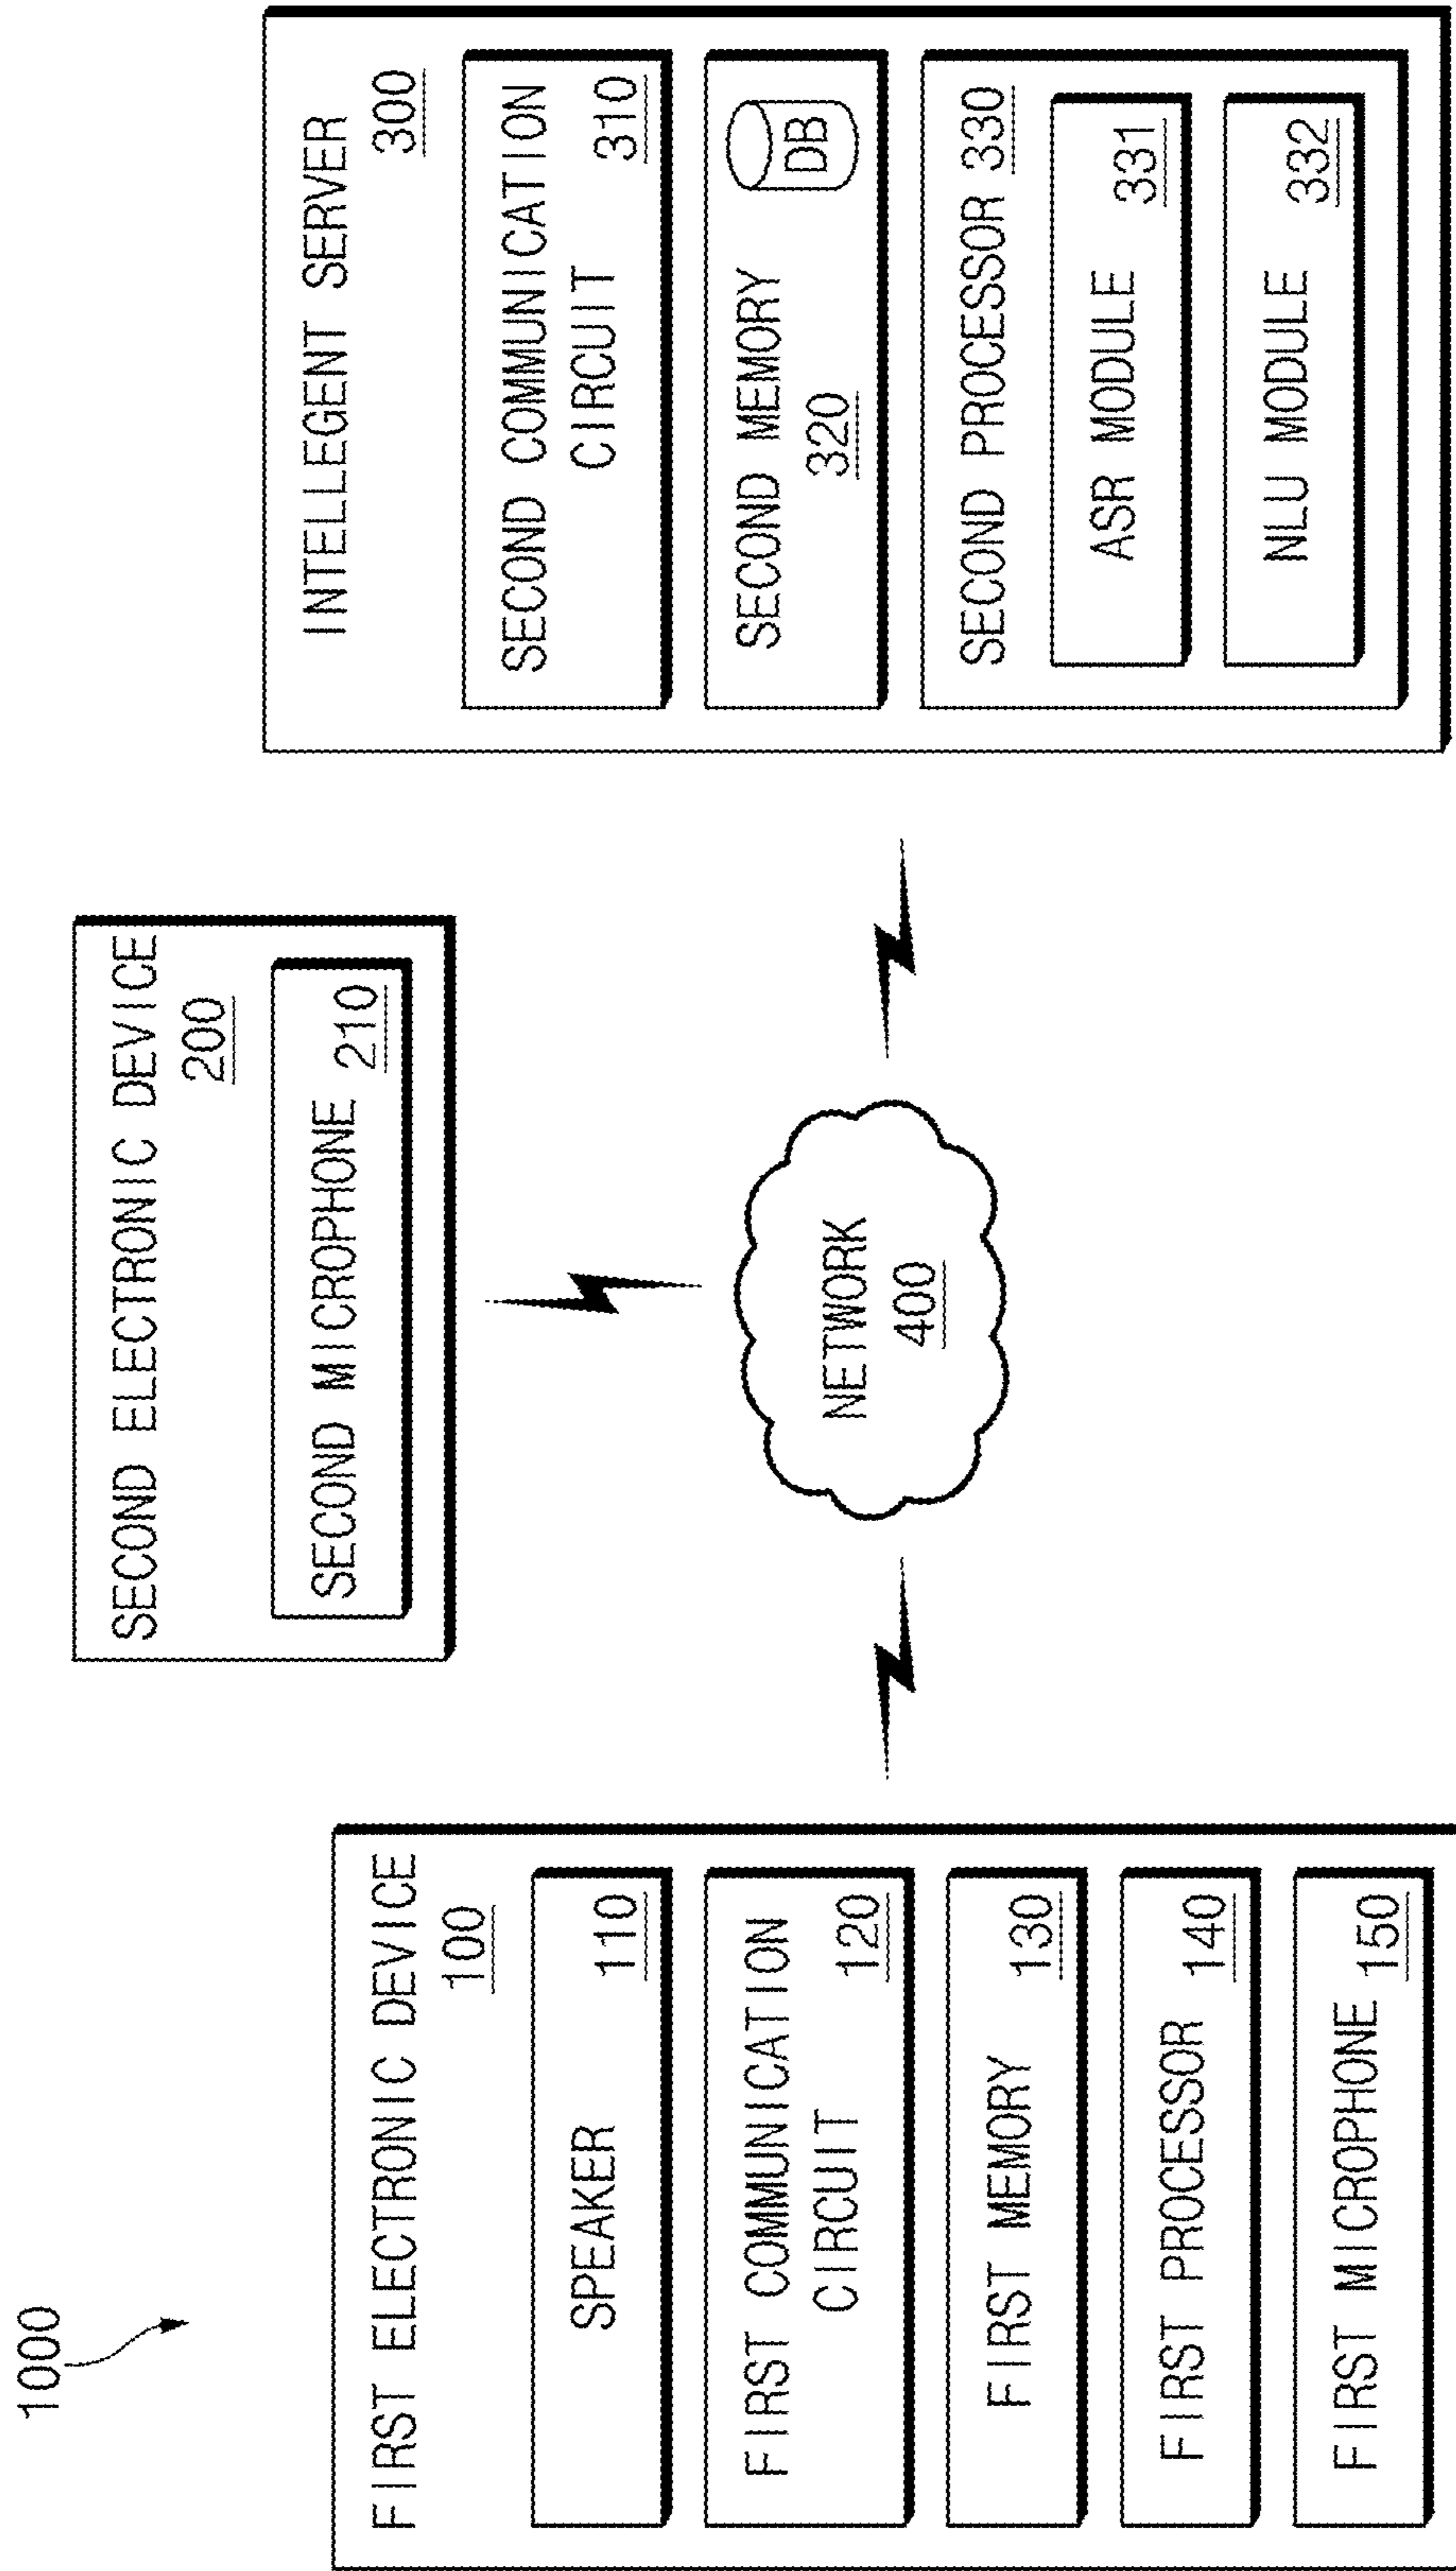 1000
FIRST ELECTRONIC DEVICE
100
SPEAKER 110
FIRST COMMUNICATION
CIRCUIT 120
FIRST MEMORY 130
FIRST PROCESSOR 140
FIRST MICROPHONE 150
SECOND ELECTRONIC DEVICE
200
SECOND MICROPHONE 210
NETWORK
400
INTELLEGENT SERVER
300
SECOND COMMUNICATION
CIRCUIT 310
SECOND MEMORY
320
DB
SECOND PROCESSOR 330
ASR MODULE 331
NLU MODULE 332